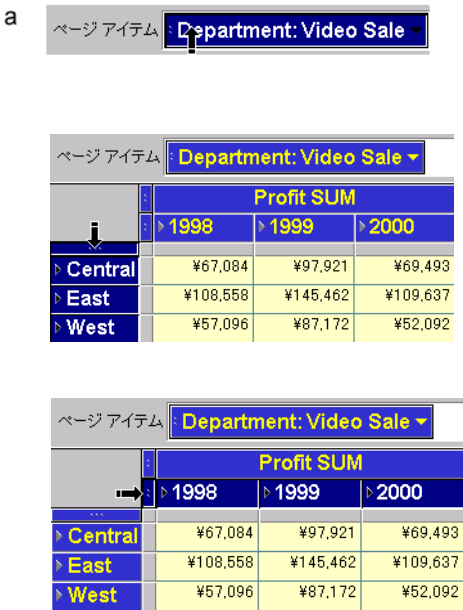 a
ページ アイテム Department: Video Sale
ページ アイテム Department: Video Sale
Profit SUM
1998 1999 2000
Central ¥67,084 ¥97,921 ¥69,493
East ¥108,558 ¥145,462 ¥109,637
West ¥57,096 ¥87,172 ¥52,092
ページ アイテム Department: Video Sale
Profit SUM
1998 1999 2000
Central ¥67,084 ¥97,921 ¥69,493
East ¥108,558 ¥145,462 ¥109,637
West ¥57,096 ¥87,172 ¥52,092